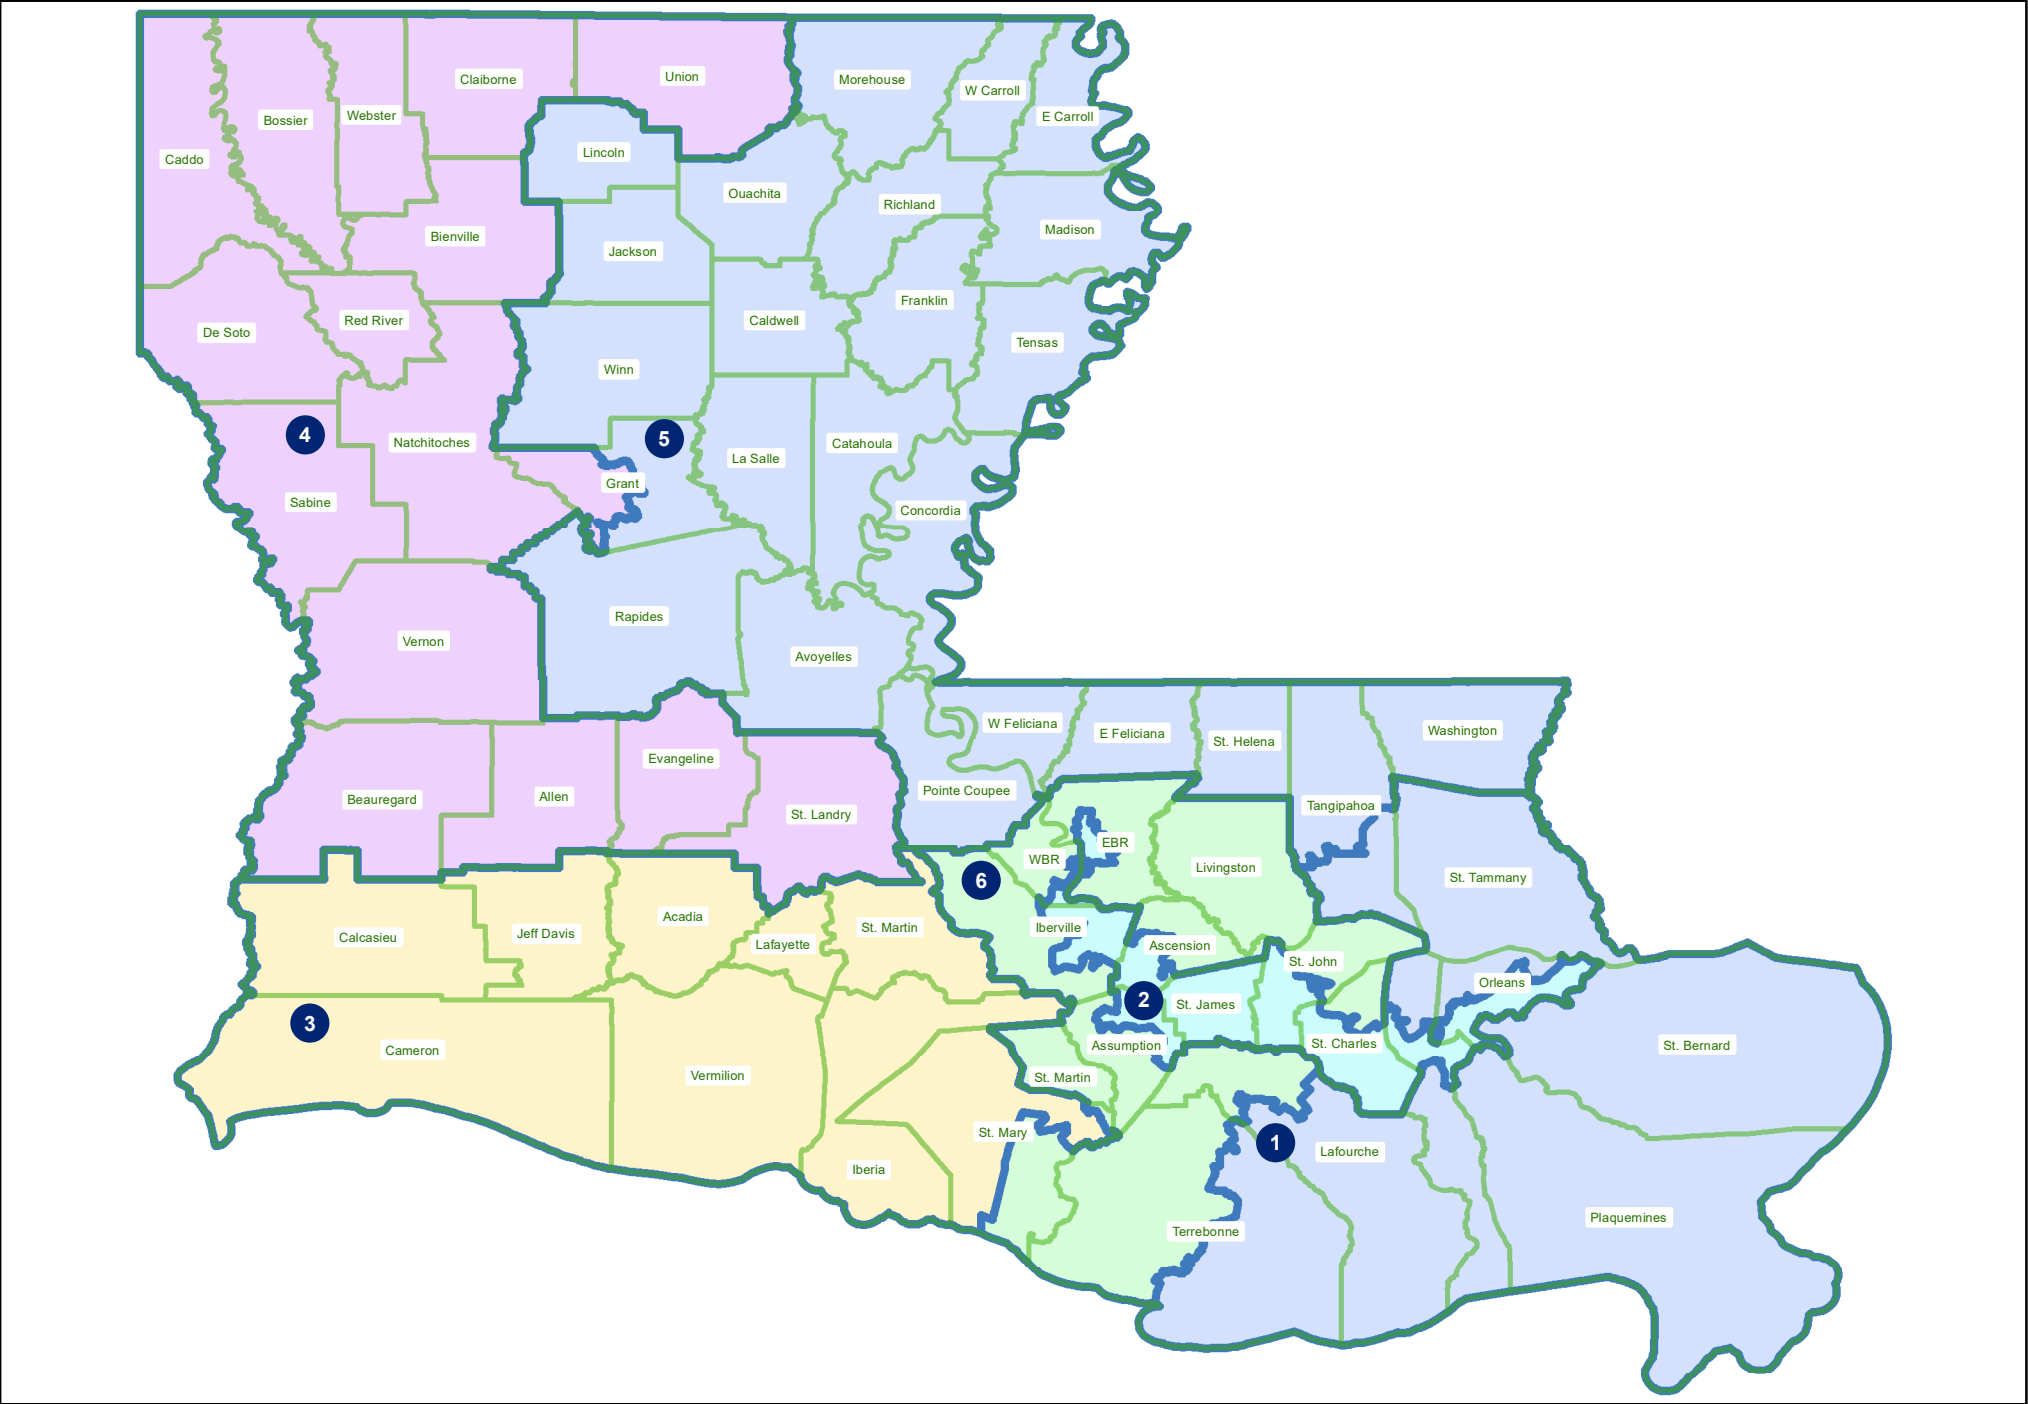 Claiborne
Union
Morehouse
W Carroll
E Carroll
Webster
Bossier
Caddo
Lincoln
Ouachita
Richland
Madison
Bienville
Jackson
Franklin
Caldwell
Red River
De Soto
Tensas
Winn
4
5
Natchitoches
Catahoula
La Salle
Grant
Sabine
Concordia
Rapides
Vernon
Avoyelles
W Feliciana
E Feliciana
St. Helena
Washington
Evangeline
Pointe Coupee
Beauregard
Allen
Tangipahoa
St. Landry
EBR
WBR
Livingston
6
St. Tammany
Acadia
Calcasieu
Jeff Davis
Lafayette
St. Martin
Iberville
Ascension
St. John
Orleans
2
St. James
3
Cameron
Assumption
St. Charles
St. Bernard
Vermilion
St. Martin
St. Mary
1
Lafourche
Iberia
Terrebonne
Plaquemines